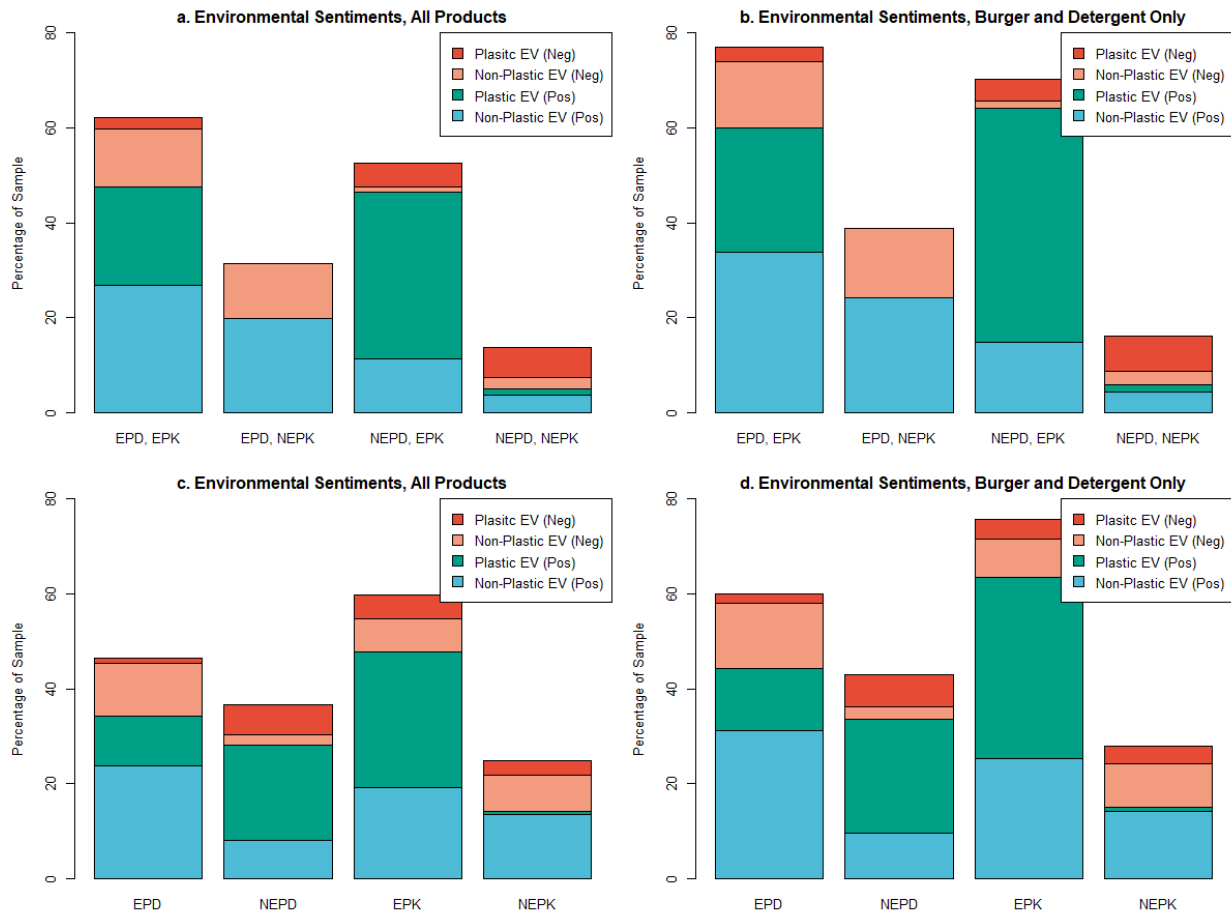 a. Environmental Sentiments, All Products
Percentage of Sample
80
60
40
20
0
Plasitc EV (Neg)
Non-Plastic EV (Neg)
Plastic EV (Pos)
Non-Plastic EV (Pos)
EPD, EPK
EPD, NEPK
NEPD, EPK
NEPD, NEPK
b. Environmental Sentiments, Burger and Detergent Only
Percentage of Sample
80
60
40
20
0
Plasitc EV (Neg)
Non-Plastic EV (Neg)
Plastic EV (Pos)
Non-Plastic EV (Pos)
EPD, EPK
EPD, NEPK
NEPD, EPK
NEPD, NEPK
c. Environmental Sentiments, All Products
Percentage of Sample
80
60
40
20
0
Plasitc EV (Neg)
Non-Plastic EV (Neg)
Plastic EV (Pos)
Non-Plastic EV (Pos)
EPD
NEPD
EPK
NEPK
d. Environmental Sentiments, Burger and Detergent Only
Percentage of Sample
80
60
40
20
0
Plasitc EV (Neg)
Non-Plastic EV (Neg)
Plastic EV (Pos)
Non-Plastic EV (Pos)
EPD
NEPD
EPK
NEPK